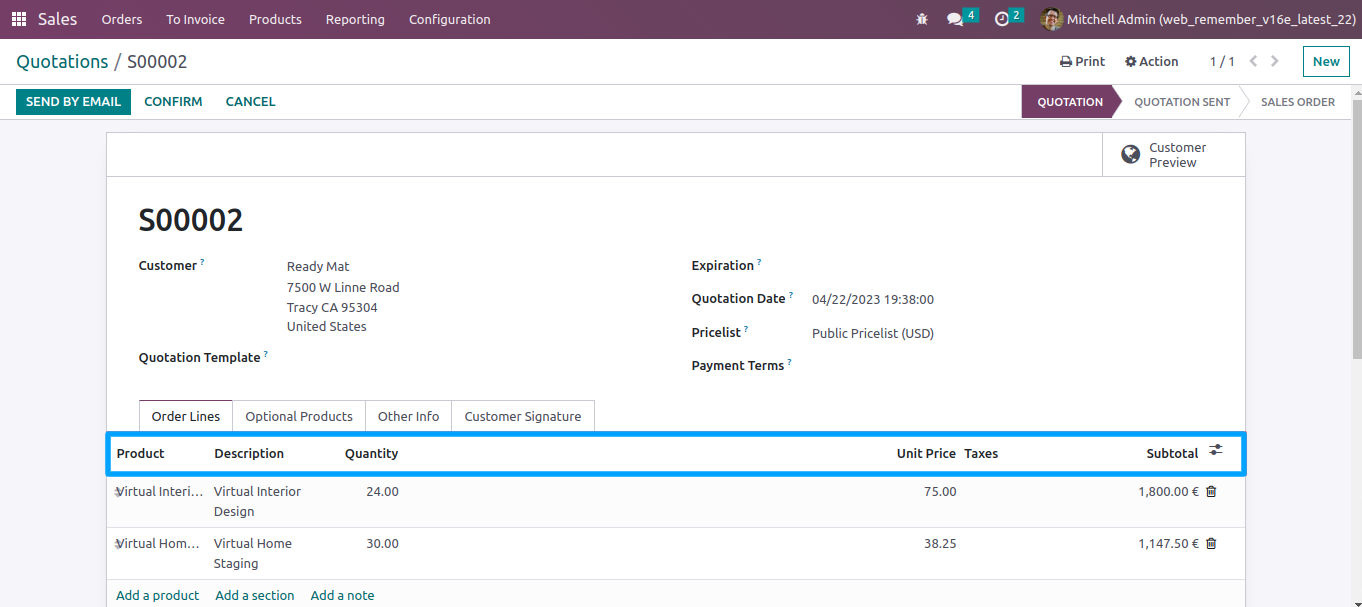 Sales Orders To Invoice Products Reporting Configuration 4 2 Mitchell Admin (web_remember_v16e_latest_22)
Quotations / S00002 Print Action 1 / 1 New
SEND BY EMAIL CONFIRM CANCEL QUOTATION QUOTATION SENT SALES ORDER
Customer
Preview
S00002
Customer ? Ready Mat
7500 W Linne Road
Tracy CA 95304
United States
Quotation Template ?
Expiration ?
Quotation Date ? 04/22/2023 19:38:00
Pricelist ? Public Pricelist (USD)
Payment Terms ?
Order Lines Optional Products Other Info Customer Signature
Product Description Quantity Unit Price Taxes Subtotal
Virtual Interi... Virtual Interior 24.00 75.00 1,800.00 €
Design
Virtual Hom... Virtual Home 30.00 38.25 1,147.50 €
Staging
Add a product Add a section Add a note